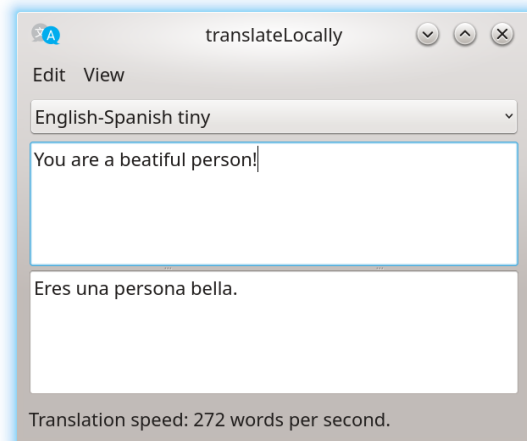 translateLocally
Edit View
English-Spanish tiny
You are a beatiful person!
Eres una persona bella.
Translation speed: 272 words per second.